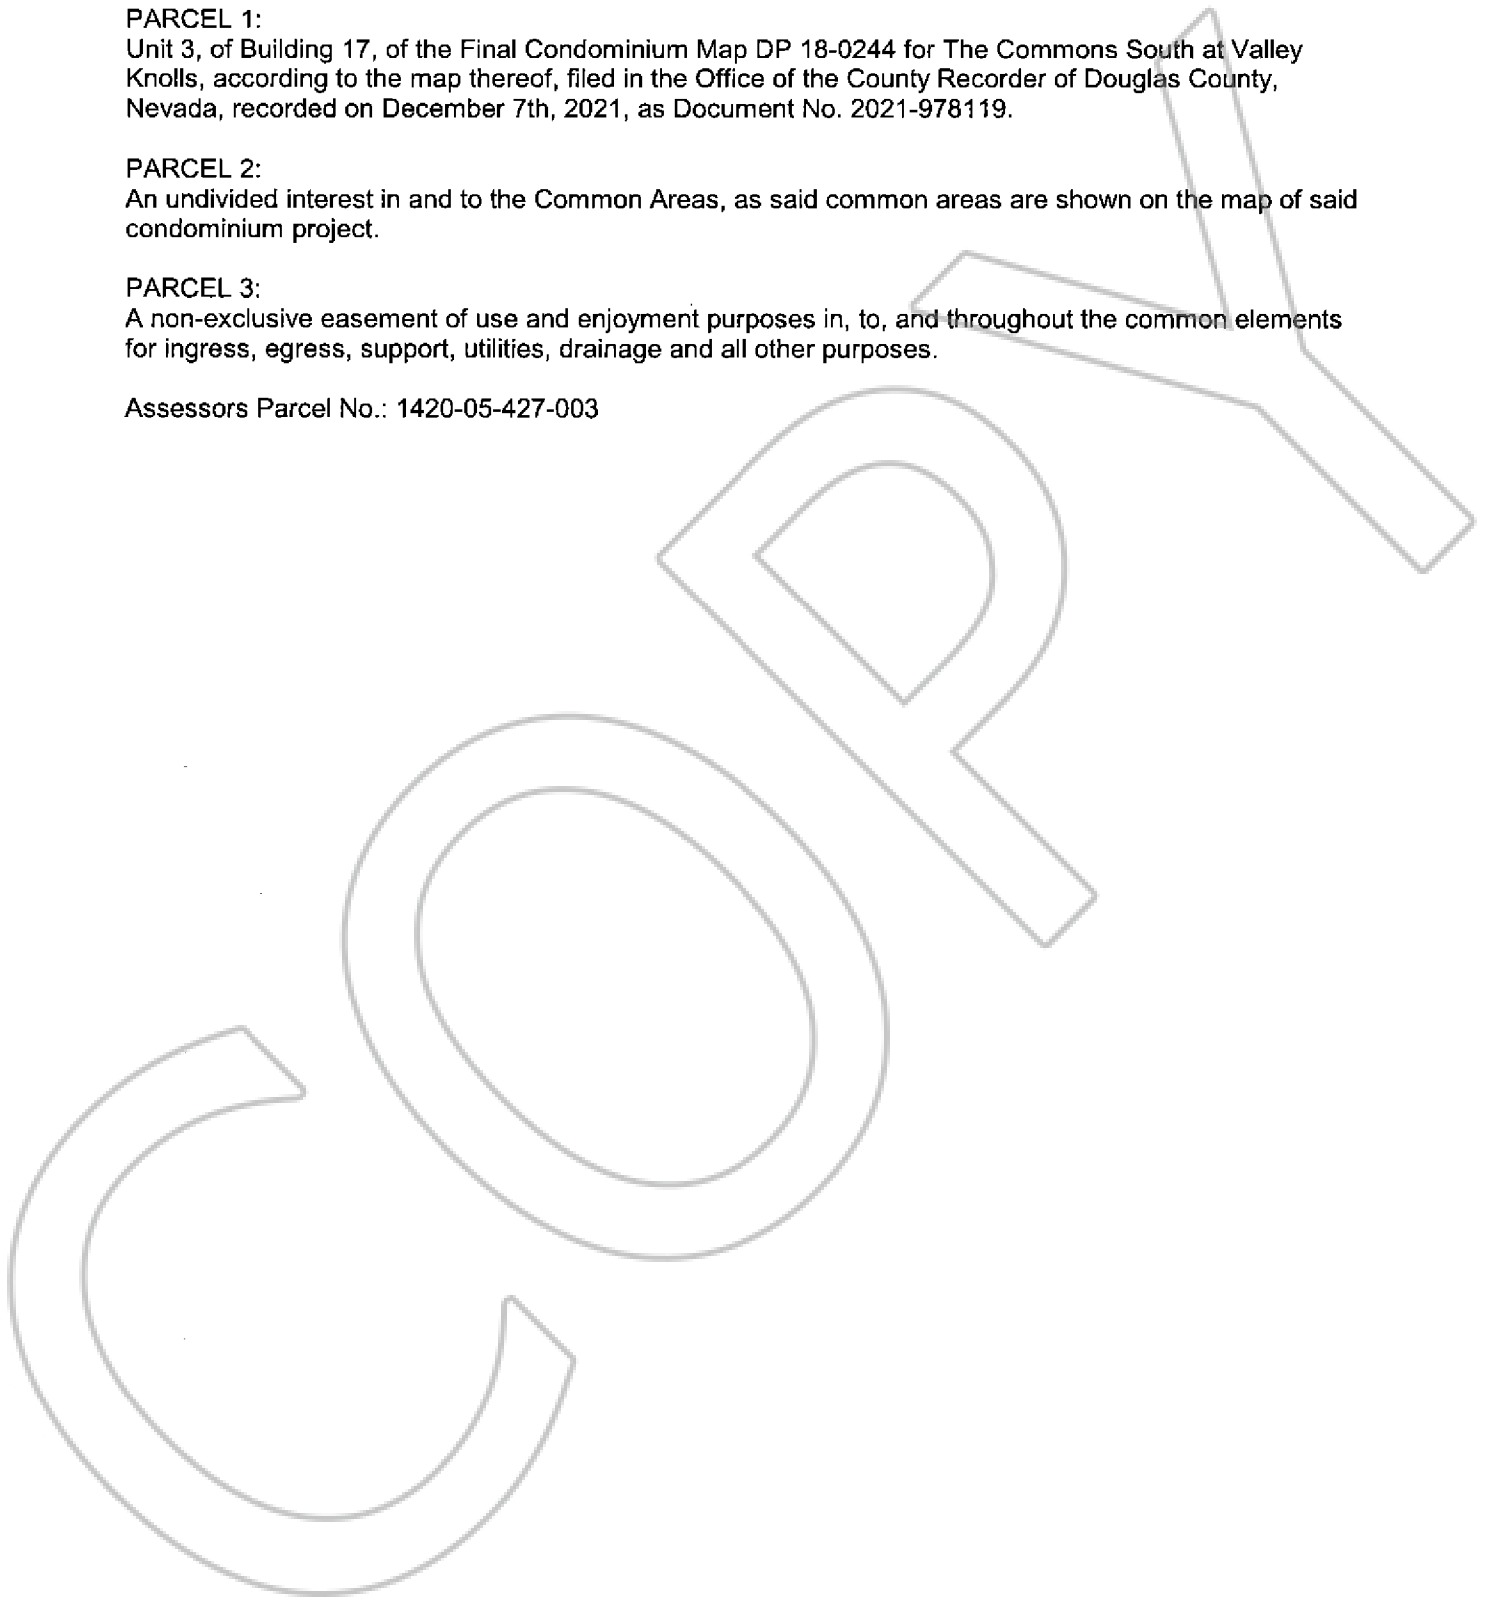 PARCEL 1:
Unit 3, of Building 17, of the Final Condominium Map DP 18-0244 for The Commons South at Valley
Knolls, according to the map thereof, filed in the Office of the County Recorder of Douglas County,
Nevada, recorded on December 7th, 2021, as Document No. 2021-978119.
PARCEL 2:
An undivided interest in and to the Common Areas, as said common areas are shown on the map of said
condominium project.
PARCEL 3:
A non-exclusive easement of use and enjoyment purposes in, to, and throughout the common elements
for ingress, egress, support, utilities, drainage and all other purposes.
Assessors Parcel No.: 1420-05-427-003
COPY